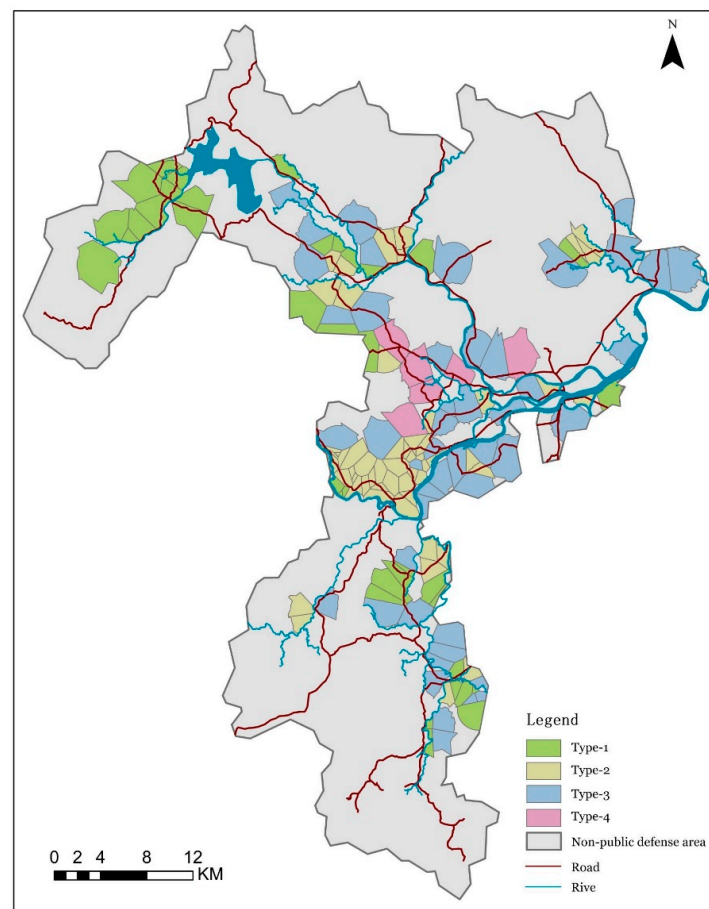 N
Legend
Type-1
Type-2
Type-3
Type-4
Non-public defense area
Road
Rive
0 2 4 8 12
KM